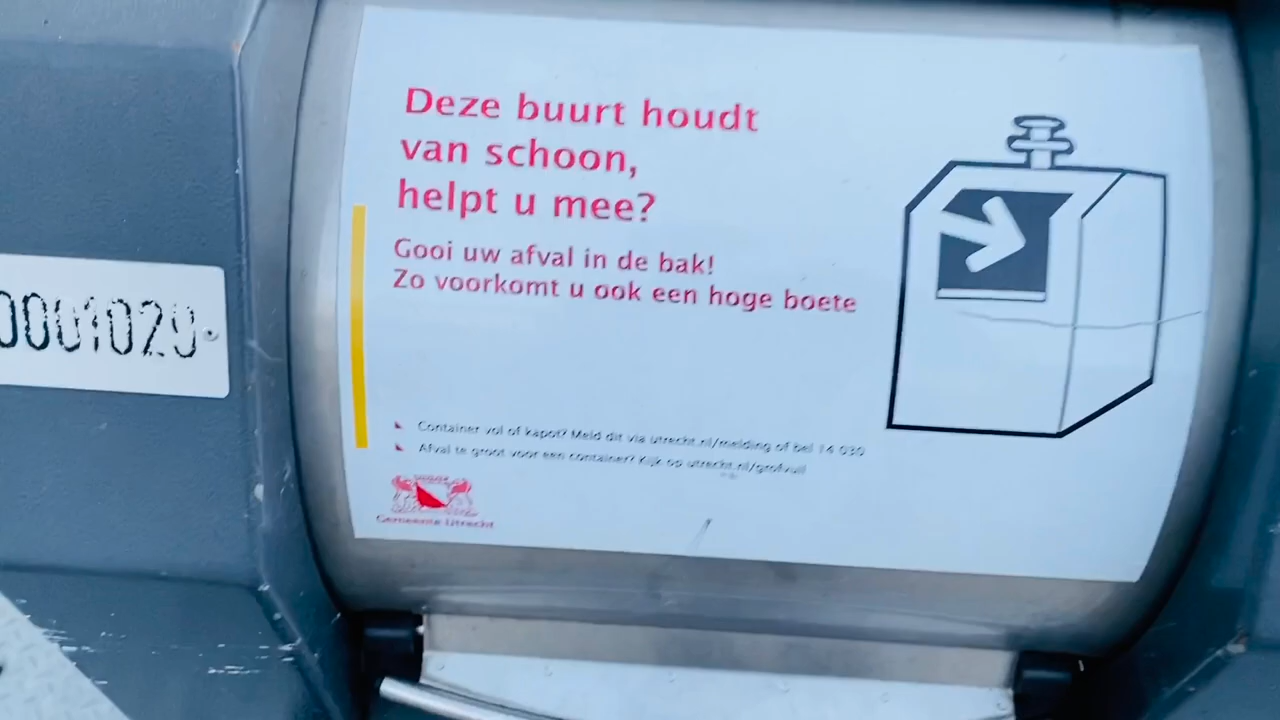 Deze buurt houdt
van schoon,
helpt u mee?
Gooi uw afval in de bak!
Zo voorkomt u ook een hoge boete
0001029
Container vol of kapot? Meld dit via utrecht.nl/melding of bel 14 030
Afval te groot voor een container? Kijk op utrecht.nl/grofvuil
Gemeente Utrecht